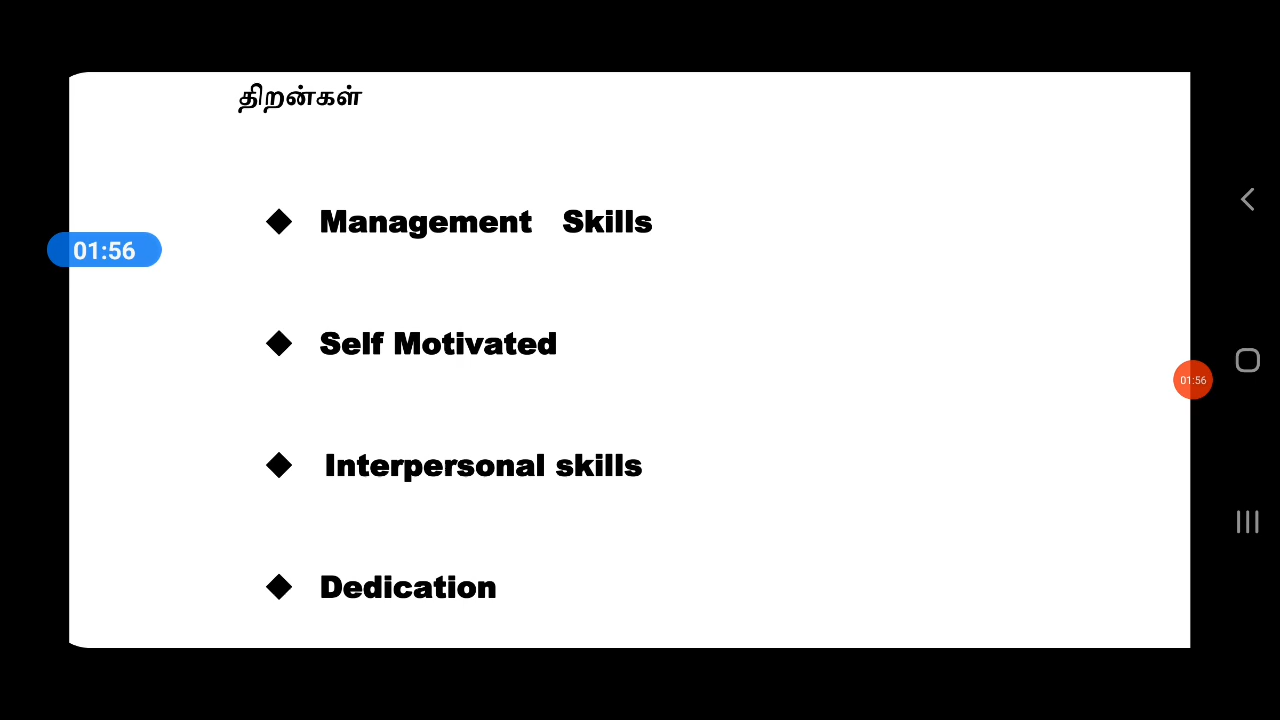 திறன்கள்
Management Skills
01:56
Self Motivated
01:56
Interpersonal skills
Dedication